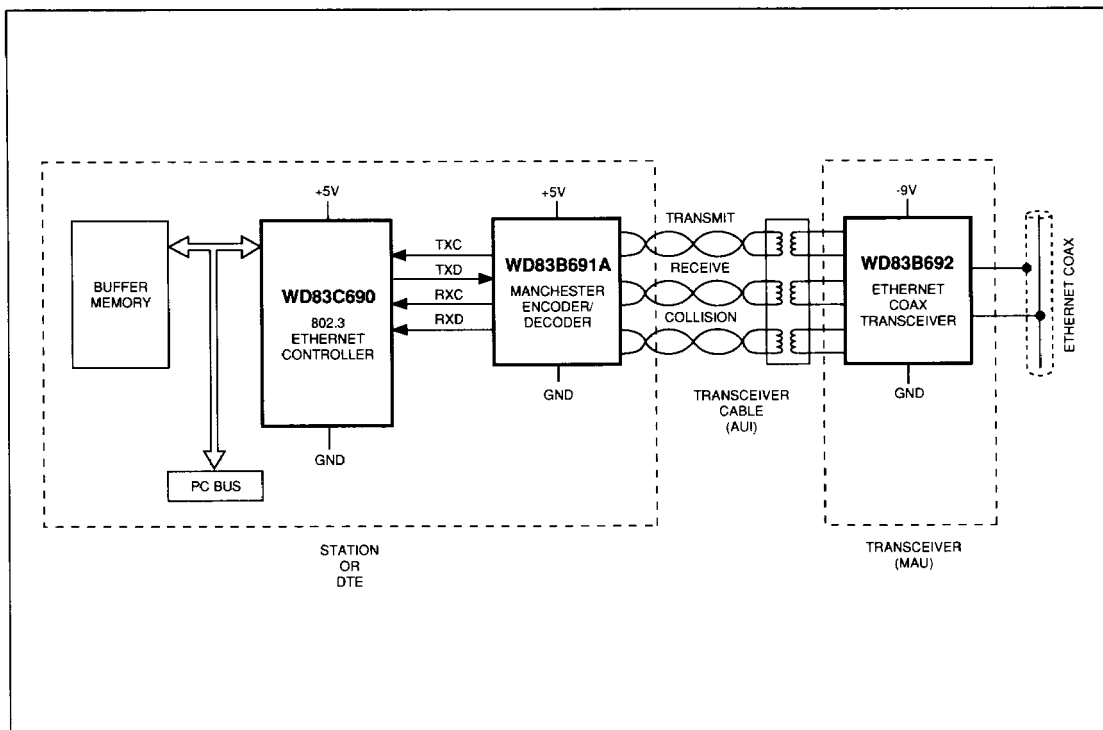 BUFFER
MEMORY
PC BUS
+5V
WD83C690
802.3
ETHERNET
CONTROLLER
GND
TXC
TXD
RXC
RXD
+5V
WD83B691A
MANCHESTER
ENCODER/
DECODER
GND
STATION
OR
DTE
TRANSMIT
RECEIVE
COLLISION
TRANSCEIVER
CABLE
(AUI)
-9V
WD83B692
ETHERNET
COAX
TRANSCEIVER
GND
TRANSCEIVER
(MAU)
ETHERNET COAX